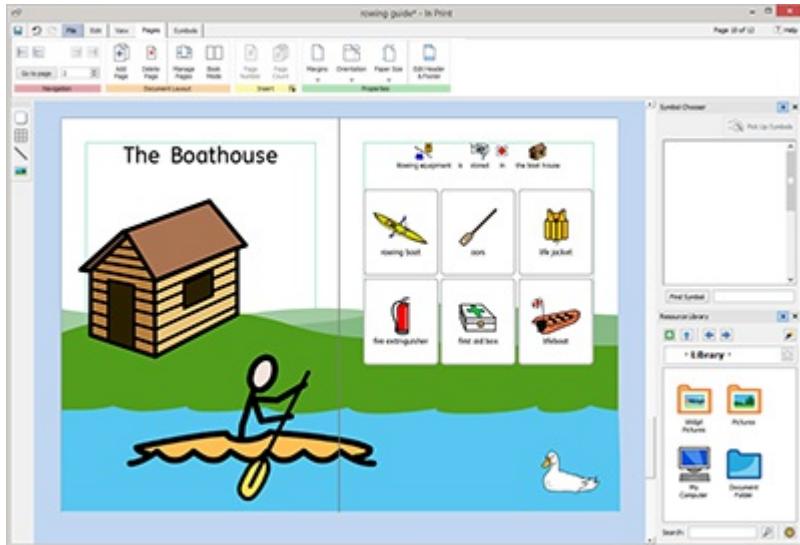 rowing guide* - In Print
File Edit View Pages Symbols
Page 10 of 12 Help
Go to page 2
Add Page
Delete Page
Manage Pages
Book Mode
Page Number
Page Count
Margins
Orientation
Paper Size
Edit Header & Footer
Navigation
Document Layout
Insert
Properties
Symbol Chooser
Pick Up Symbols
Find Symbol
Resource Library
Library
Widgit Pictures
Pictures
My Computer
Document Folder
Search:
The Boathouse
Rowing equipment is stored in the boat house
rowing boat
oars
life jacket
fire extinguisher
first aid box
lifeboat